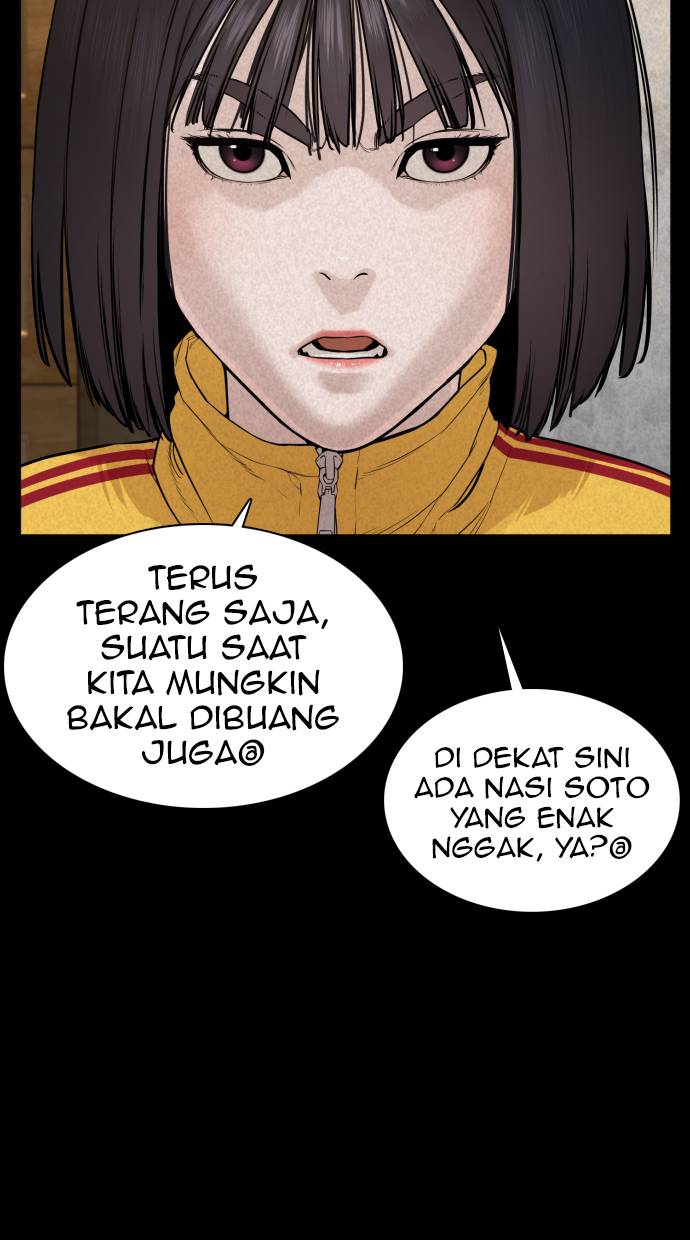 TERUS
TERANG SAJA,
SUATU SAAT
KITA MUNGKIN
BAKAL DIBUANG
JUGA@
DI DEKAT SINI
ADA NASI SOTO
YANG ENAK
NGGAK, YA?@